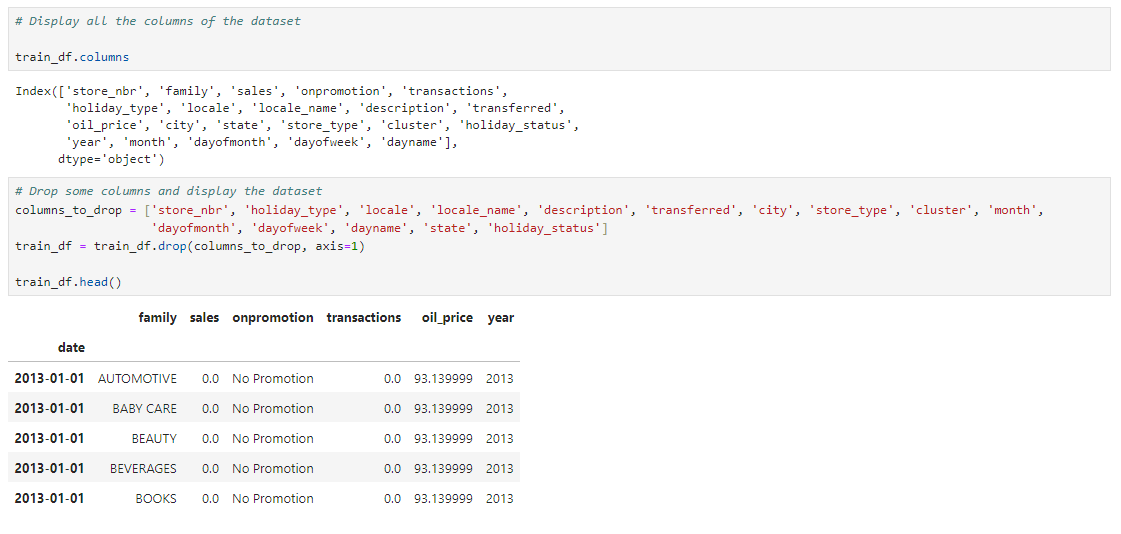 # Display all the columns of the dataset
train_df.columns
Index(['store_nbr', 'family', 'sales', 'onpromotion', 'transactions',
'holiday_type', 'locale', 'locale_name', 'description', 'transferred',
'oil_price', 'city', 'state', 'store_type', 'cluster', 'holiday_status',
'year', 'month', 'dayofmonth', 'dayofweek', 'dayname'],
dtype='object')
# Drop some columns and display the dataset
columns_to_drop = ['store_nbr', 'holiday_type', 'locale', 'locale_name', 'description', 'transferred', 'city', 'store_type', 'cluster', 'month',
'dayofmonth', 'dayofweek', 'dayname', 'state', 'holiday_status']
train_df = train_df.drop(columns_to_drop, axis=1)
train_df.head()
family sales onpromotion transactions oil_price year
date
2013-01-01 AUTOMOTIVE 0.0 No Promotion 0.0 93.139999 2013
2013-01-01 BABY CARE 0.0 No Promotion 0.0 93.139999 2013
2013-01-01 BEAUTY 0.0 No Promotion 0.0 93.139999 2013
2013-01-01 BEVERAGES 0.0 No Promotion 0.0 93.139999 2013
2013-01-01 BOOKS 0.0 No Promotion 0.0 93.139999 2013